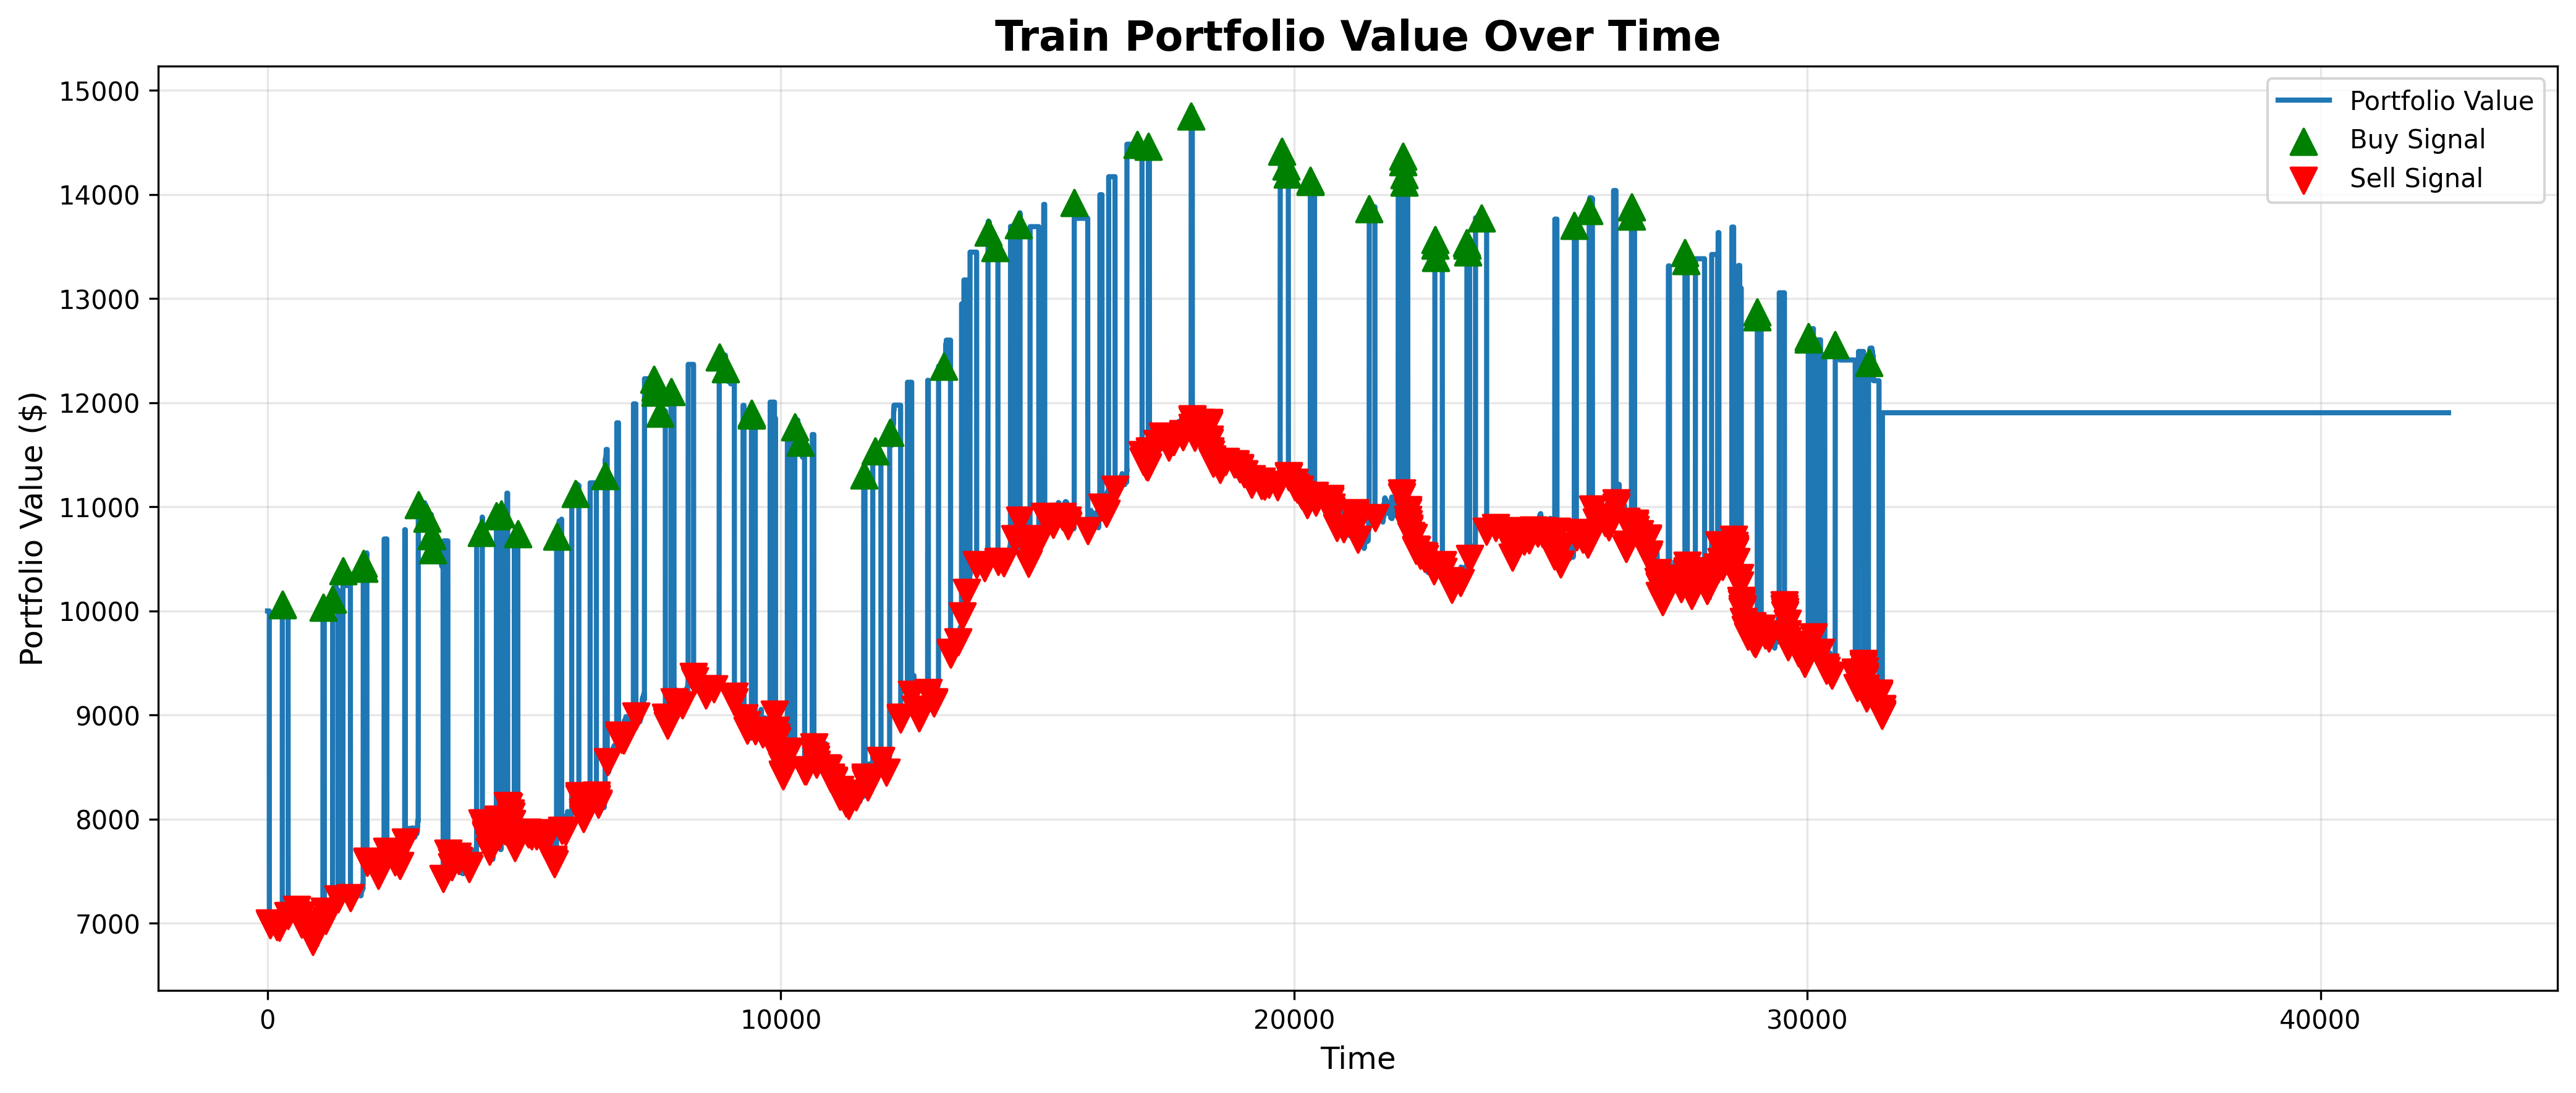 Train Portfolio Value Over Time
Portfolio Value ($)
15000
14000
13000
12000
11000
10000
9000
8000
7000
Portfolio Value
Buy Signal
Sell Signal
0
10000
20000
30000
40000
Time